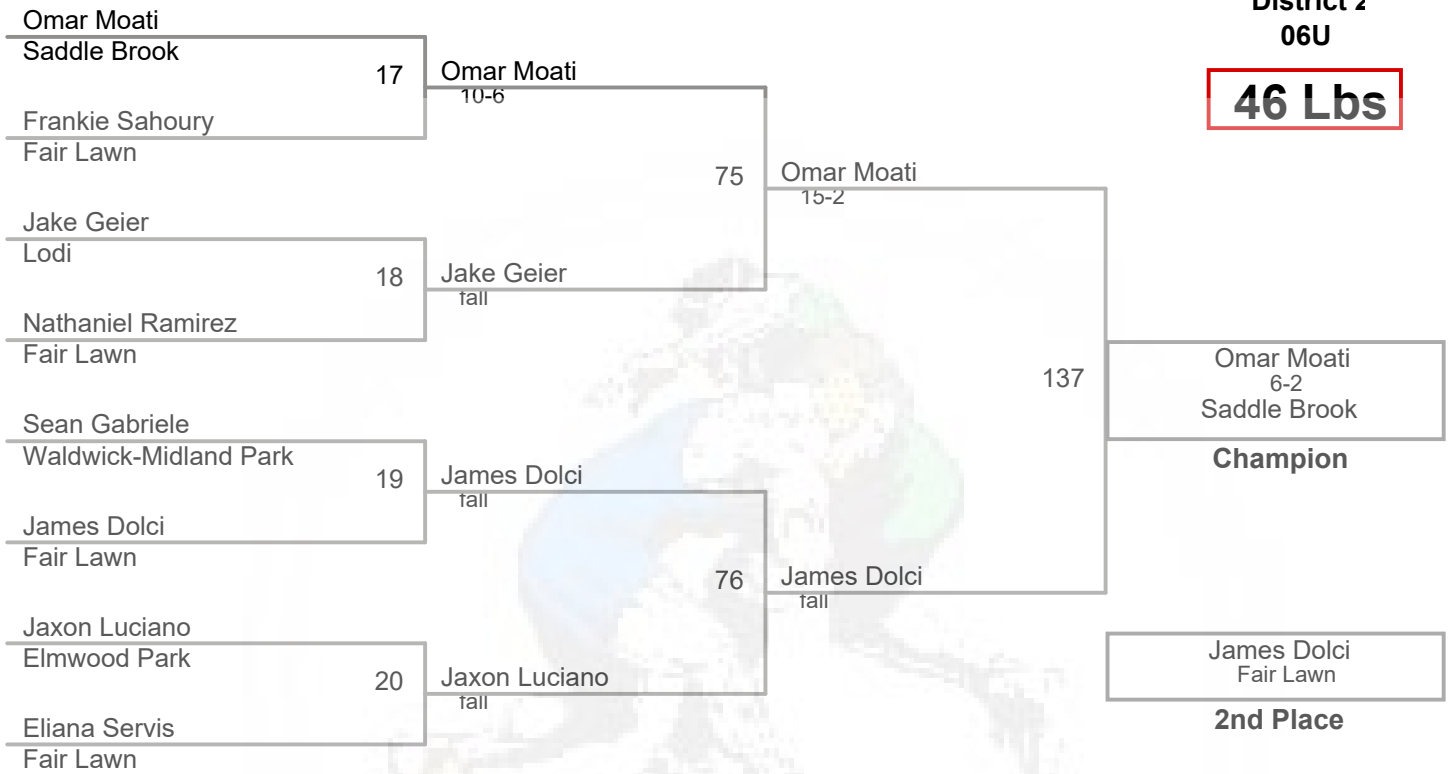 District 2
06U
46 Lbs
Omar Moati
Saddle Brook
17
Omar Moati
10-6
Frankie Sahoury
Fair Lawn
75
Omar Moati
15-2
Jake Geier
Lodi
18
Jake Geier
fall
Nathaniel Ramirez
Fair Lawn
137
Omar Moati
6-2
Saddle Brook
Champion
Sean Gabriele
Waldwick-Midland Park
19
James Dolci
fall
James Dolci
Fair Lawn
76
James Dolci
fall
Jaxon Luciano
Elmwood Park
20
Jaxon Luciano
fall
Eliana Servis
Fair Lawn
James Dolci
Fair Lawn
2nd Place